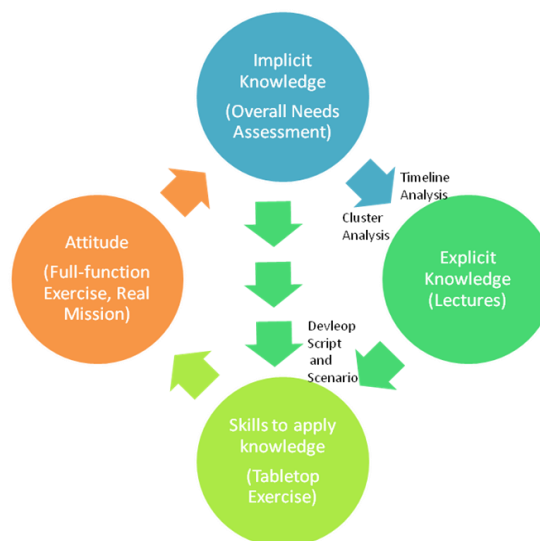 Implicit
Knowledge
(Overall Needs
Assessment)
Timeline
Analysis
Cluster
Analysis
Attitude
(Full-function
Exercise, Real
Mission)
Explicit
Knowledge
(Lectures)
Devleop
Script
and
Scenario
Skills to apply
knowledge
(Tabletop
Exercise)